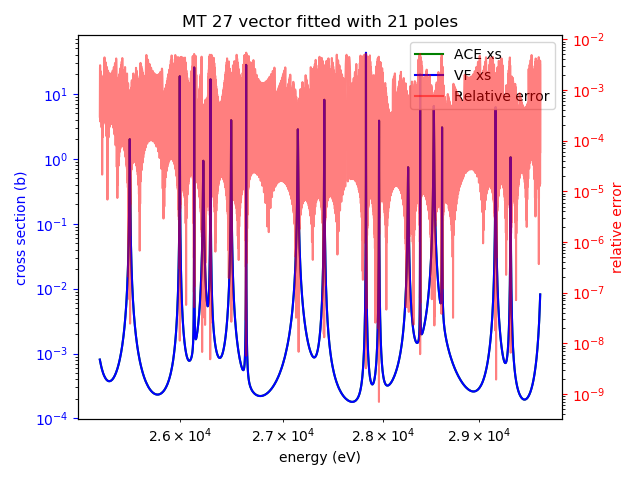 MT 27 vector fitted with 21 poles
ACE xs
VF xs
Relative error
10¹
10⁰
10⁻¹
10⁻²
10⁻³
10⁻⁴
cross section (b)
10⁻²
10⁻³
10⁻⁴
10⁻⁵
10⁻⁶
10⁻⁷
10⁻⁸
10⁻⁹
relative error
2.6 × 10⁴ 2.7 × 10⁴ 2.8 × 10⁴ 2.9 × 10⁴
energy (eV)